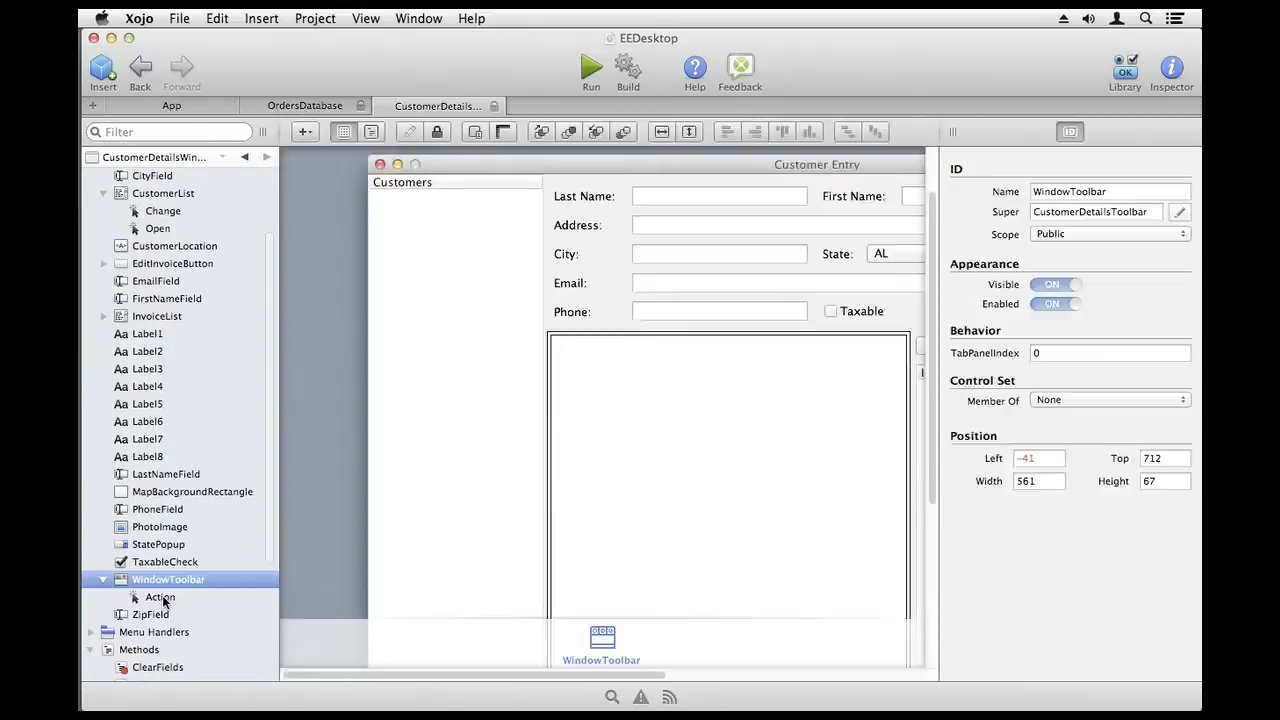 Xojo File Edit Insert Project View Window Help
EEDesktop
Insert Back Forward Run Build Help Feedback OK Library Inspector
App OrdersDatabase CustomerDetails...
Filter
CustomerDetailsWin...
CityField
CustomerList
Change
Open
CustomerLocation
EditInvoiceButton
EmailField
FirstNameField
InvoiceList
Label1
Label2
Label3
Label4
Label5
Label6
Label7
Label8
LastNameField
MapBackgroundRectangle
PhoneField
PhotoImage
StatePopup
TaxableCheck
WindowToolbar
Action
ZipField
Menu Handlers
Methods
ClearFields
Customer Entry
Customers
Last Name: First Name:
Address:
City: State: AL
Email:
Phone: Taxable
WindowToolbar
ID
ID
Name WindowToolbar
Super CustomerDetailsToolbar
Scope Public
Appearance
Visible ON
Enabled ON
Behavior
TabPanelIndex 0
Control Set
Member Of None
Position
Left -41 Top 712
Width 561 Height 67